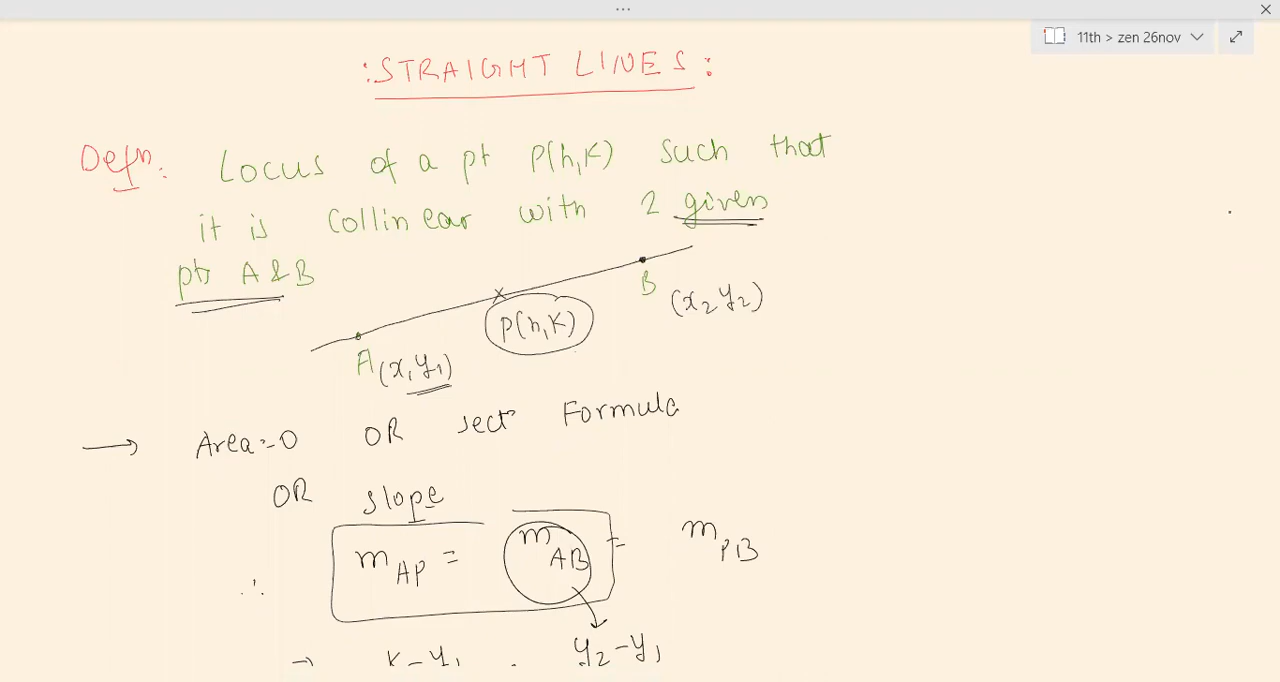 ...
11th > zen 26nov
:STRAIGHT LINES:
Defn: Locus of a pt P(h,K) such that
it is Collinear with 2 given
pts A & B
B
(x2 y2)
P(h,K)
A (x, y1)
→ Area=0 OR sectn Formula
OR slope
∴ mAP = mAB = mPB
→ K-y1 y2-y1